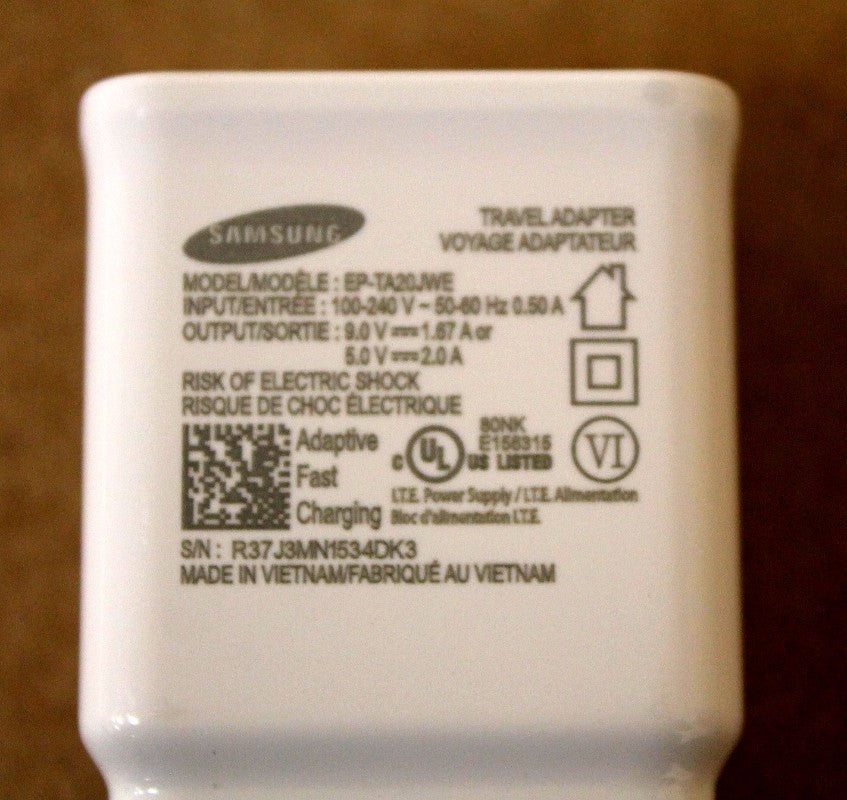 SAMSUNG
TRAVEL ADAPTER
VOYAGE ADAPTATEUR
MODEL/MODÈLE : EP-TA20JWE
INPUT/ENTRÉE : 100-240 V ~ 50-60 Hz 0.50 A
OUTPUT/SORTIE : 9.0 V ⎓ 1.67 A or
5.0 V ⎓ 2.0 A
RISK OF ELECTRIC SHOCK
RISQUE DE CHOC ÉLECTRIQUE
Adaptive
Fast
Charging
80NK
E158315
C UL US LISTED
VI
I.T.E. Power Supply / I.T.E. Alimentation
Bloc d'alimentation I.T.E.
S/N : R37J3MN1534DK3
MADE IN VIETNAM/FABRIQUÉ AU VIETNAM